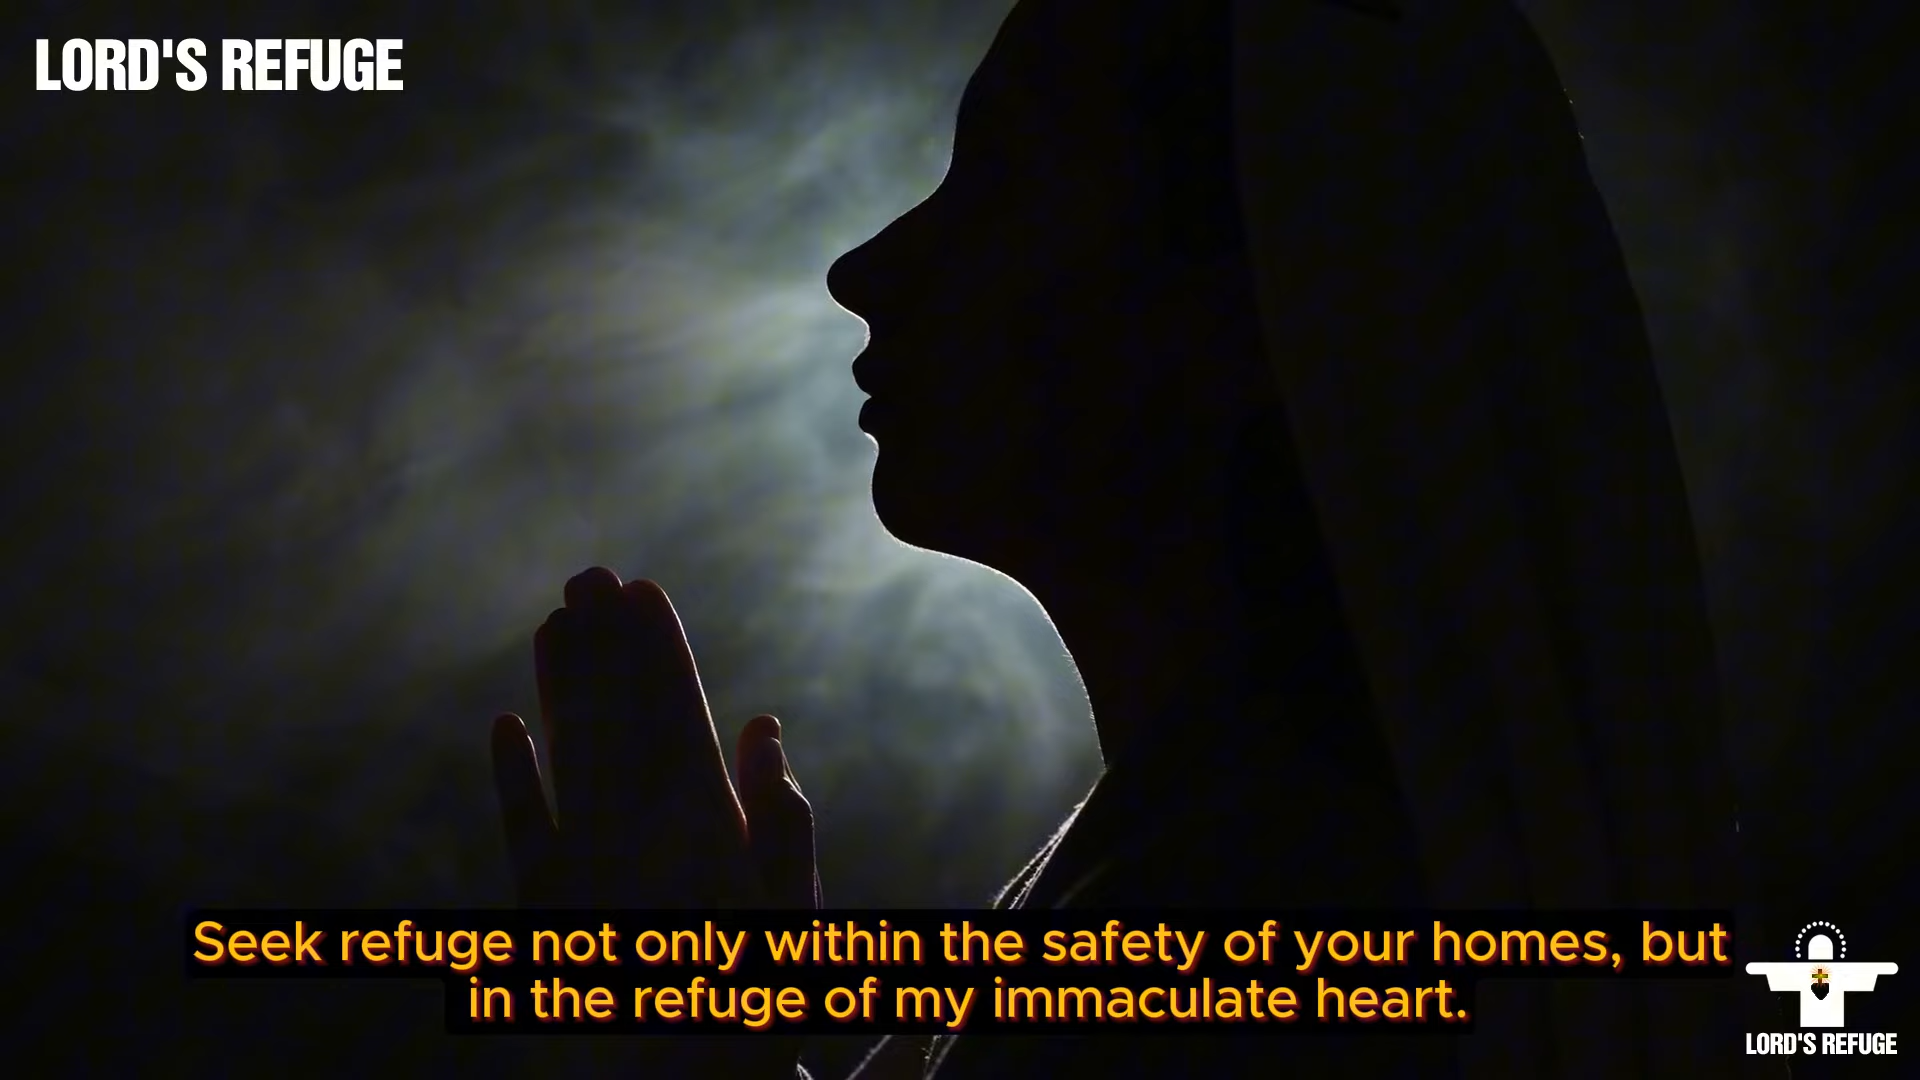 LORD'S REFUGE
Seek refuge not only within the safety of your homes, but
in the refuge of my immaculate heart.
LORD'S REFUGE